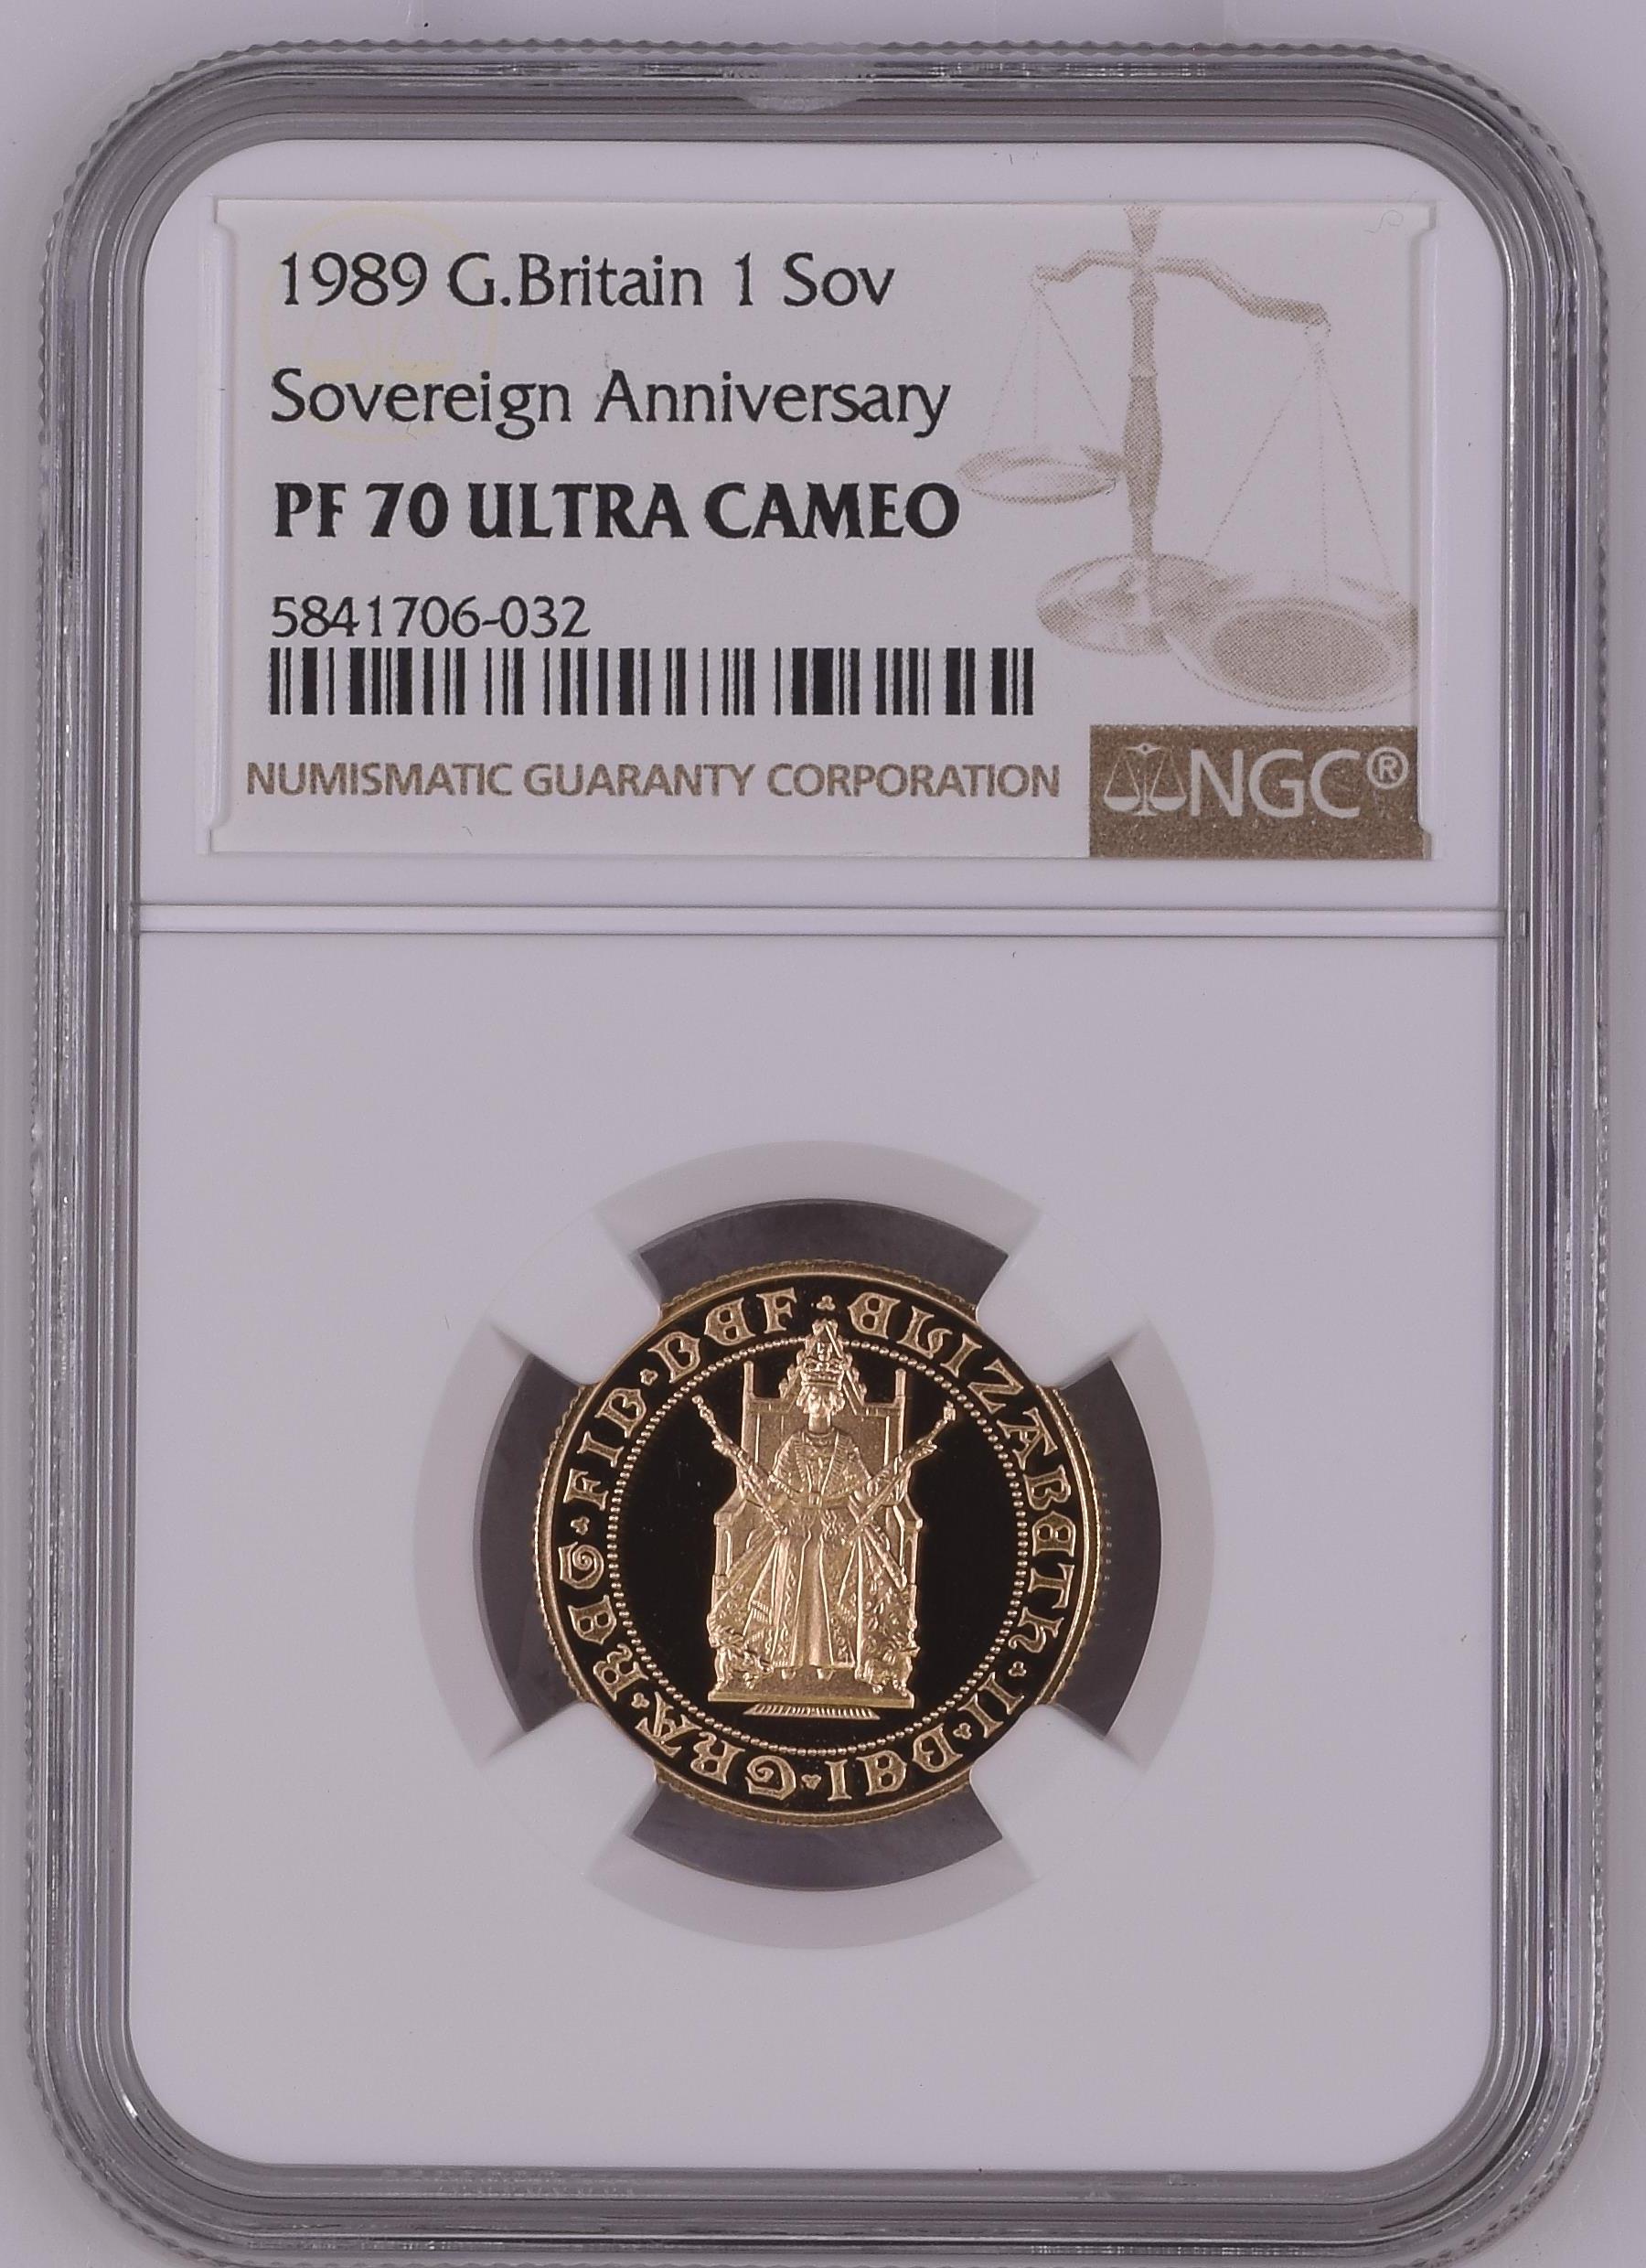 1989 G.Britain 1 Sov
Sovereign Anniversary
PF 70 ULTRA CAMEO
5841706-032
NUMISMATIC GUARANTY CORPORATION
NGC®
ELIZABETH · II · DEI · GRA · REG · FID · DEF ·